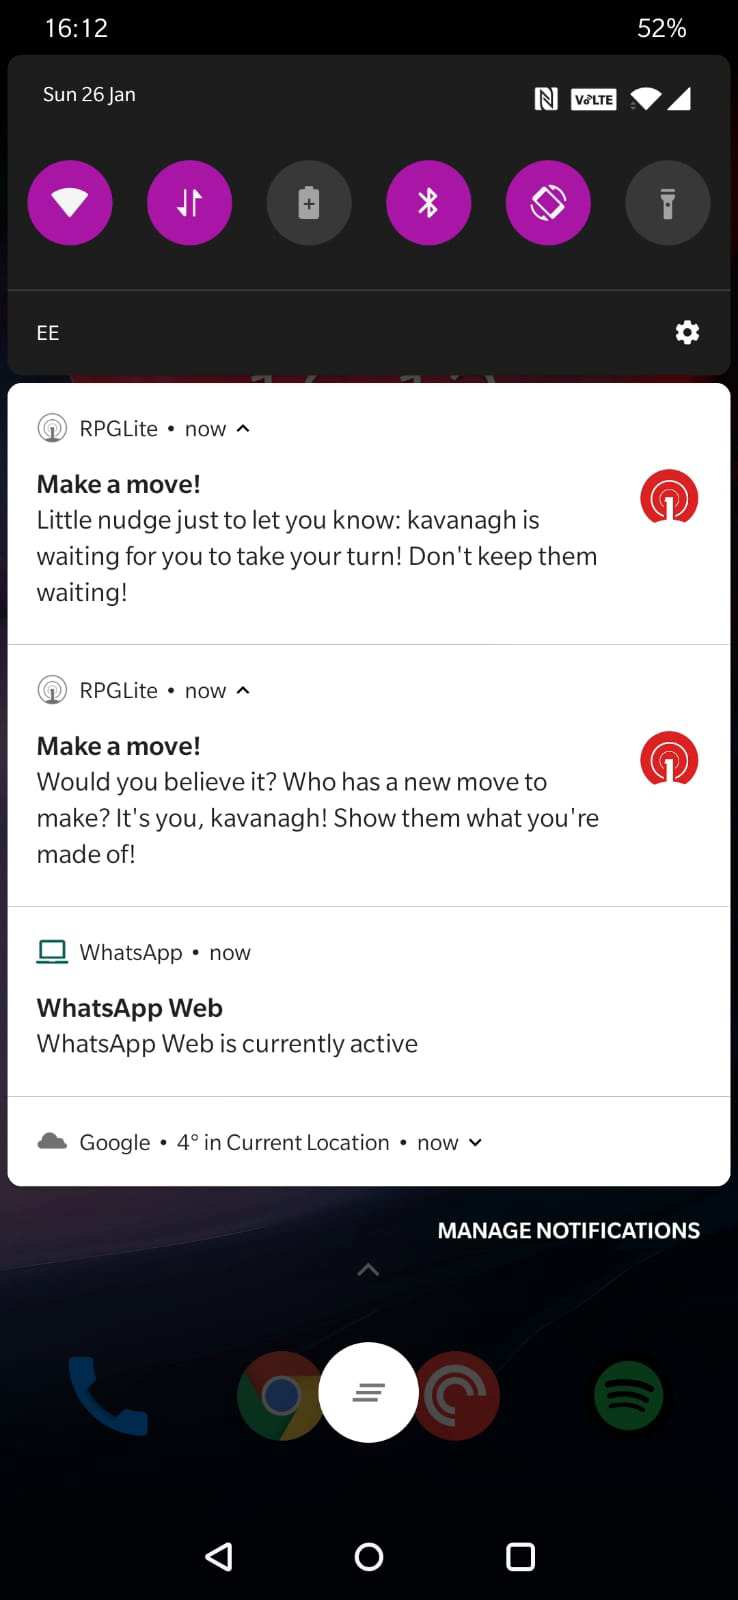 16:12 52%
Sun 26 Jan VoLTE
EE
RPGLite • now
Make a move!
Little nudge just to let you know: kavanagh is
waiting for you to take your turn! Don't keep them
waiting!
RPGLite • now
Make a move!
Would you believe it? Who has a new move to
make? It's you, kavanagh! Show them what you're
made of!
WhatsApp • now
WhatsApp Web
WhatsApp Web is currently active
Google • 4° in Current Location • now
MANAGE NOTIFICATIONS